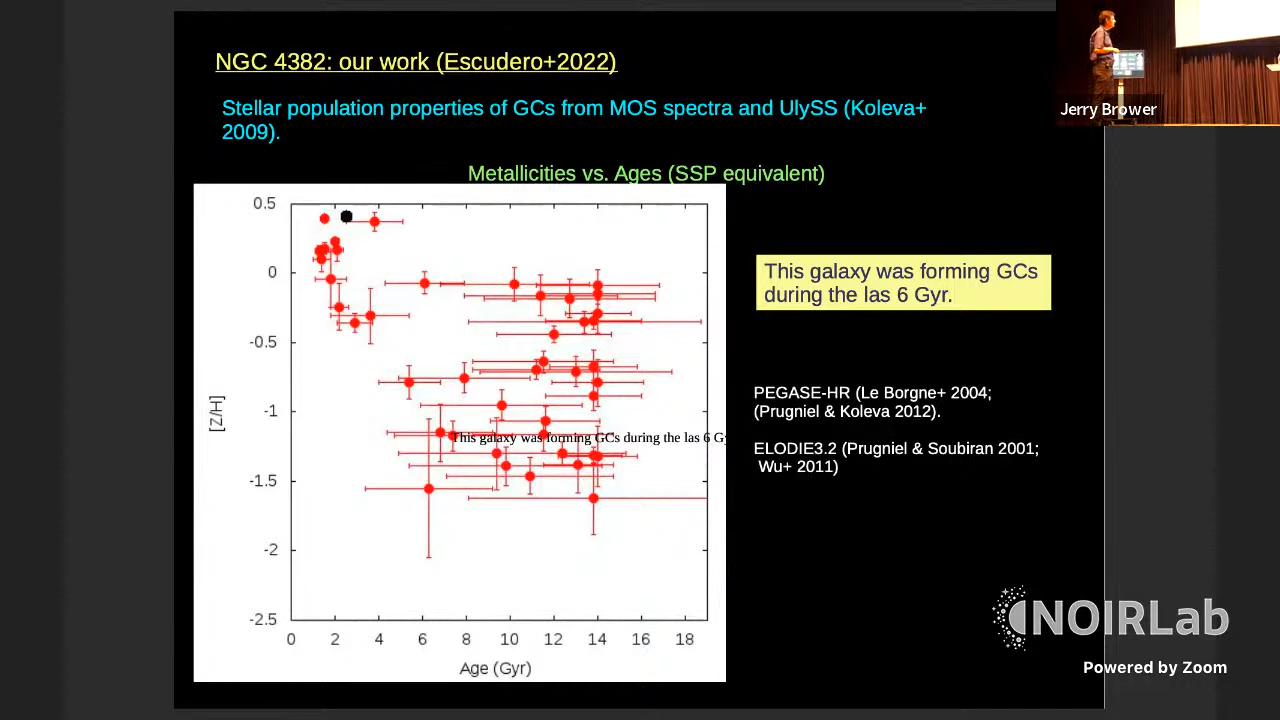 NGC 4382: our work (Escudero+2022)
Stellar population properties of GCs from MOS spectra and UlySS (Koleva+
2009).
Metallicities vs. Ages (SSP equivalent)
Jerry Brower
0.5
0
-0.5
-1
-1.5
-2
-2.5
[Z/H]
0 2 4 6 8 10 12 14 16 18
Age (Gyr)
This galaxy was forming GCs during the las 6 Gy
This galaxy was forming GCs
during the las 6 Gyr.
PEGASE-HR (Le Borgne+ 2004;
(Prugniel & Koleva 2012).
ELODIE3.2 (Prugniel & Soubiran 2001;
Wu+ 2011)
NOIRLab
Powered by Zoom